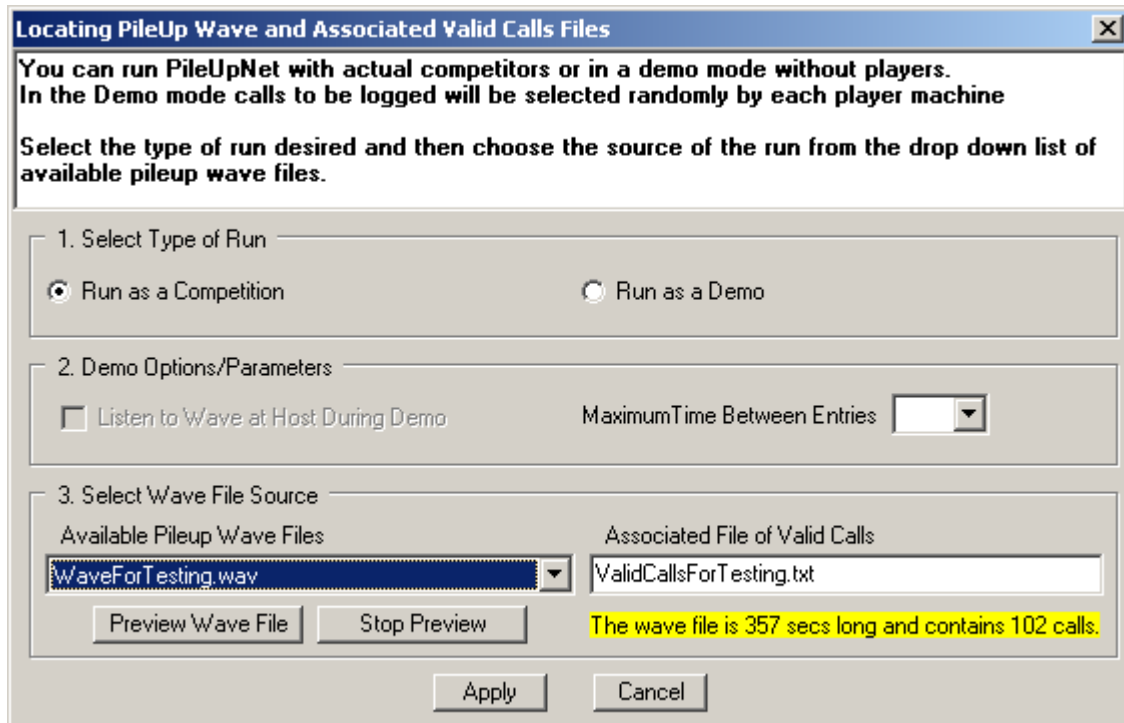 Locating PileUp Wave and Associated Valid Calls Files
You can run PileUpNet with actual competitors or in a demo mode without players.
In the Demo mode calls to be logged will be selected randomly by each player machine
Select the type of run desired and then choose the source of the run from the drop down list of
available pileup wave files.
1. Select Type of Run
Run as a Competition
Run as a Demo
2. Demo Options/Parameters
Listen to Wave at Host During Demo
MaximumTime Between Entries
3. Select Wave File Source
Available Pileup Wave Files
Associated File of Valid Calls
WaveForTesting.wav
ValidCallsForTesting.txt
Preview Wave File
Stop Preview
The wave file is 357 secs long and contains 102 calls.
Apply
Cancel